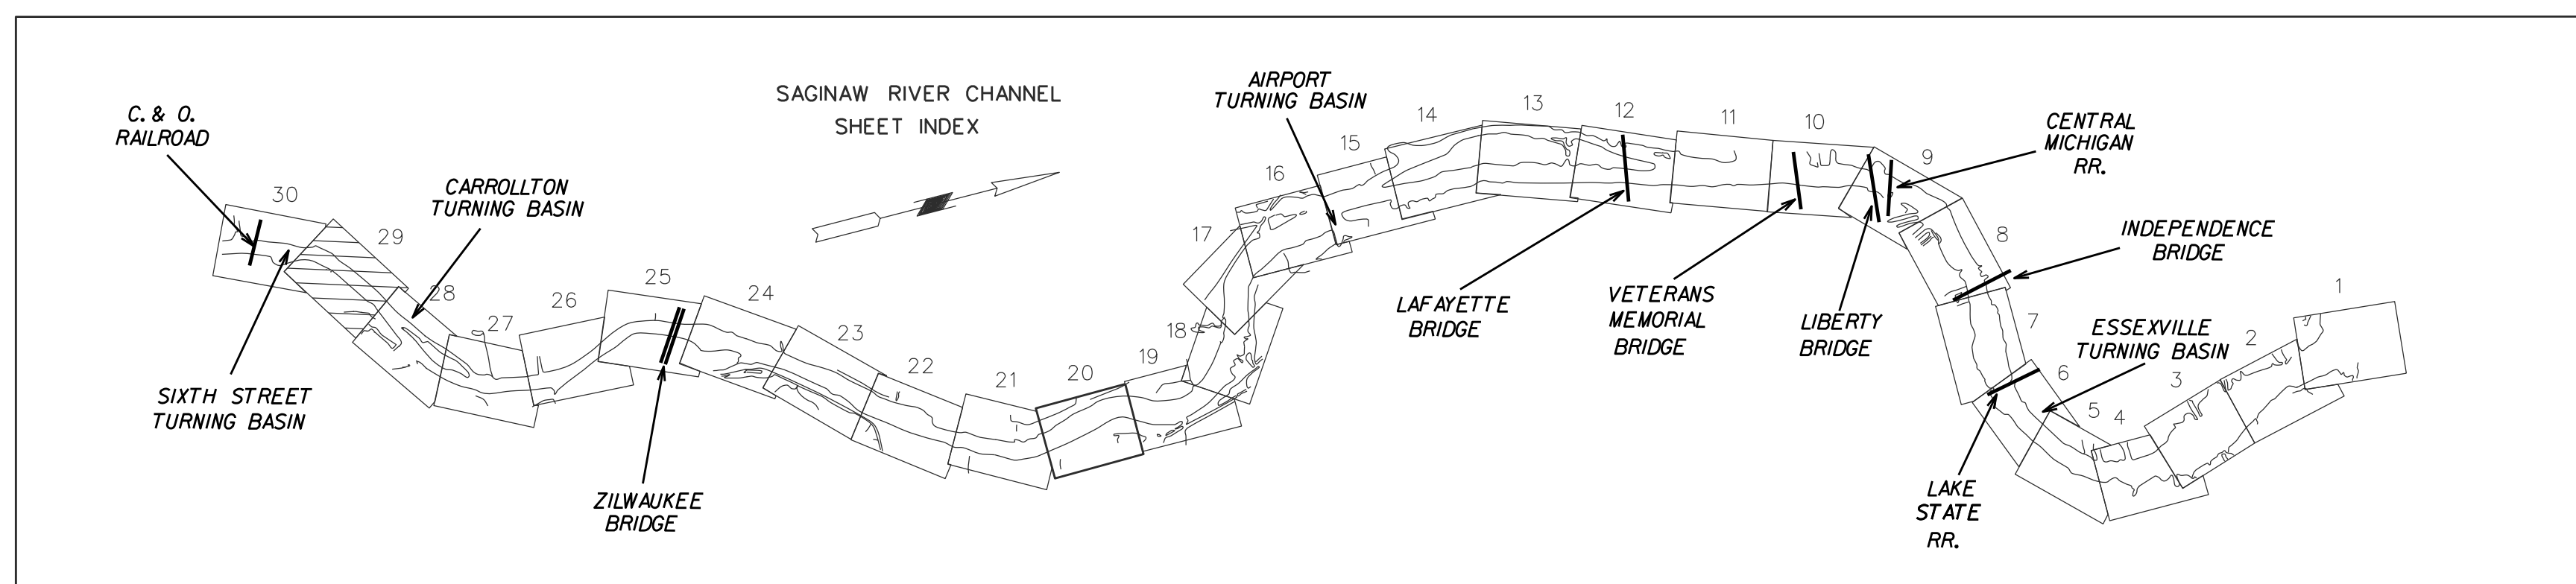 SAGINAW RIVER CHANNEL
SHEET INDEX
C. & O.
RAILROAD
30
29
CARROLLTON
TURNING BASIN
SIXTH STREET
TURNING BASIN
28
27
26
25
ZILWAUKEE
BRIDGE
24
23
22
21
20
19
18
17
16
AIRPORT
TURNING BASIN
15
14
13
12
LAFAYETTE
BRIDGE
11
10
VETERANS
MEMORIAL
BRIDGE
LIBERTY
BRIDGE
9
CENTRAL
MICHIGAN
RR.
8
INDEPENDENCE
BRIDGE
7
ESSEXVILLE
TURNING BASIN
6
LAKE
STATE
RR.
5
4
3
2
1